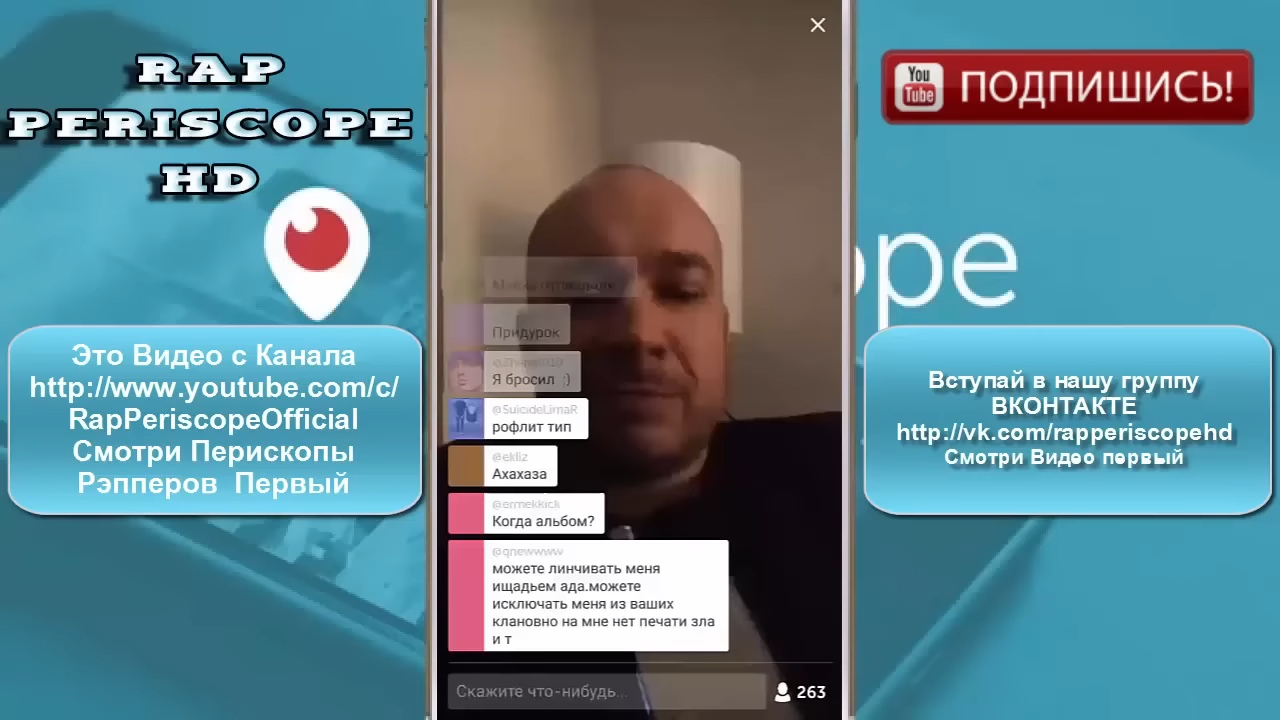 RAP
PERISCOPE
HD
Это Видео с Канала
http://www.youtube.com/c/
RapPeriscopeOfficial
Смотри Перископы
Рэпперов Первый
×
Придурок
Я бросил :)
@SuicideLimaR
рофлит тип
@ekliz
Ахахаза
@ermekkick
Когда альбом?
@qnewwww
можете линчивать меня
ищадьем ада.можете
исключать меня из ваших
клановно на мне нет печати зла
и т
Скажите что-нибудь...
263
You
Tube
ПОДПИШИСЬ!
ope
Вступай в нашу группу
ВКОНТАКТЕ
http://vk.com/rapperiscopehd
Смотри Видео первый